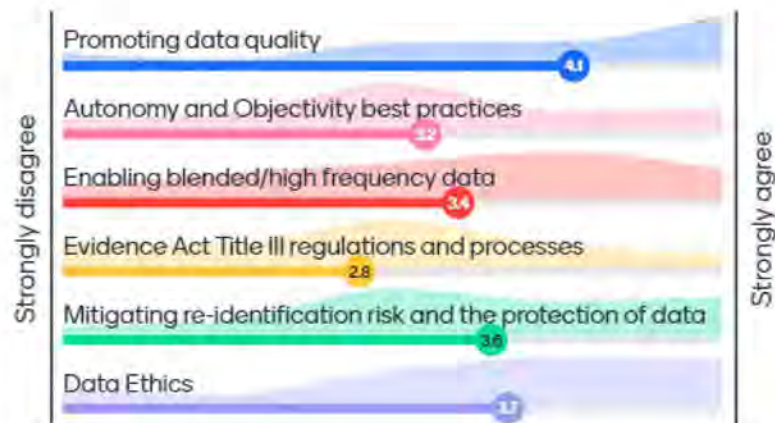 Promoting data quality
4.1
Autonomy and Objectivity best practices
3.2
Enabling blended/high frequency data
3.4
Evidence Act Title III regulations and processes
2.8
Mitigating re-identification risk and the protection of data
3.6
Data Ethics
3.7
Strongly disagree
Strongly agree